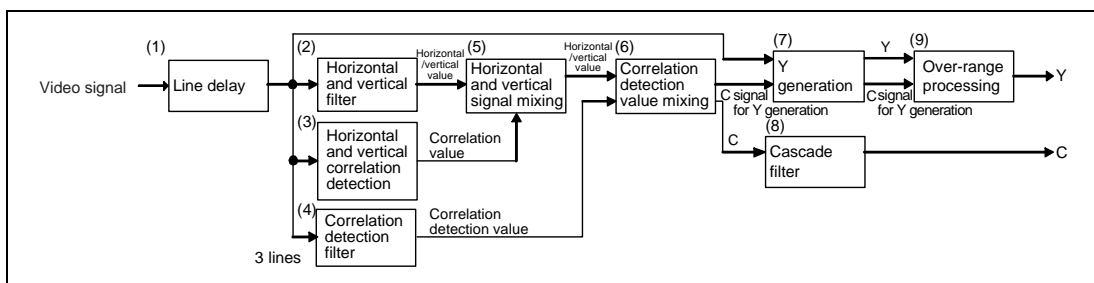 Video signal
(1)
Line delay
3 lines
(2)
Horizontal
and vertical
filter
Horizontal
/vertical
value
(3)
Horizontal
and vertical
correlation
detection
Correlation
value
(4)
Correlation
detection
filter
Correlation
detection value
(5)
Horizontal
and vertical
signal mixing
Horizontal
/vertical
value
(6)
Correlation
detection
value mixing
C signal
for Y generation
C
(7)
Y
generation
Y
C signal
for Y generation
(8)
Cascade
filter
(9)
Over-range
processing
Y
C